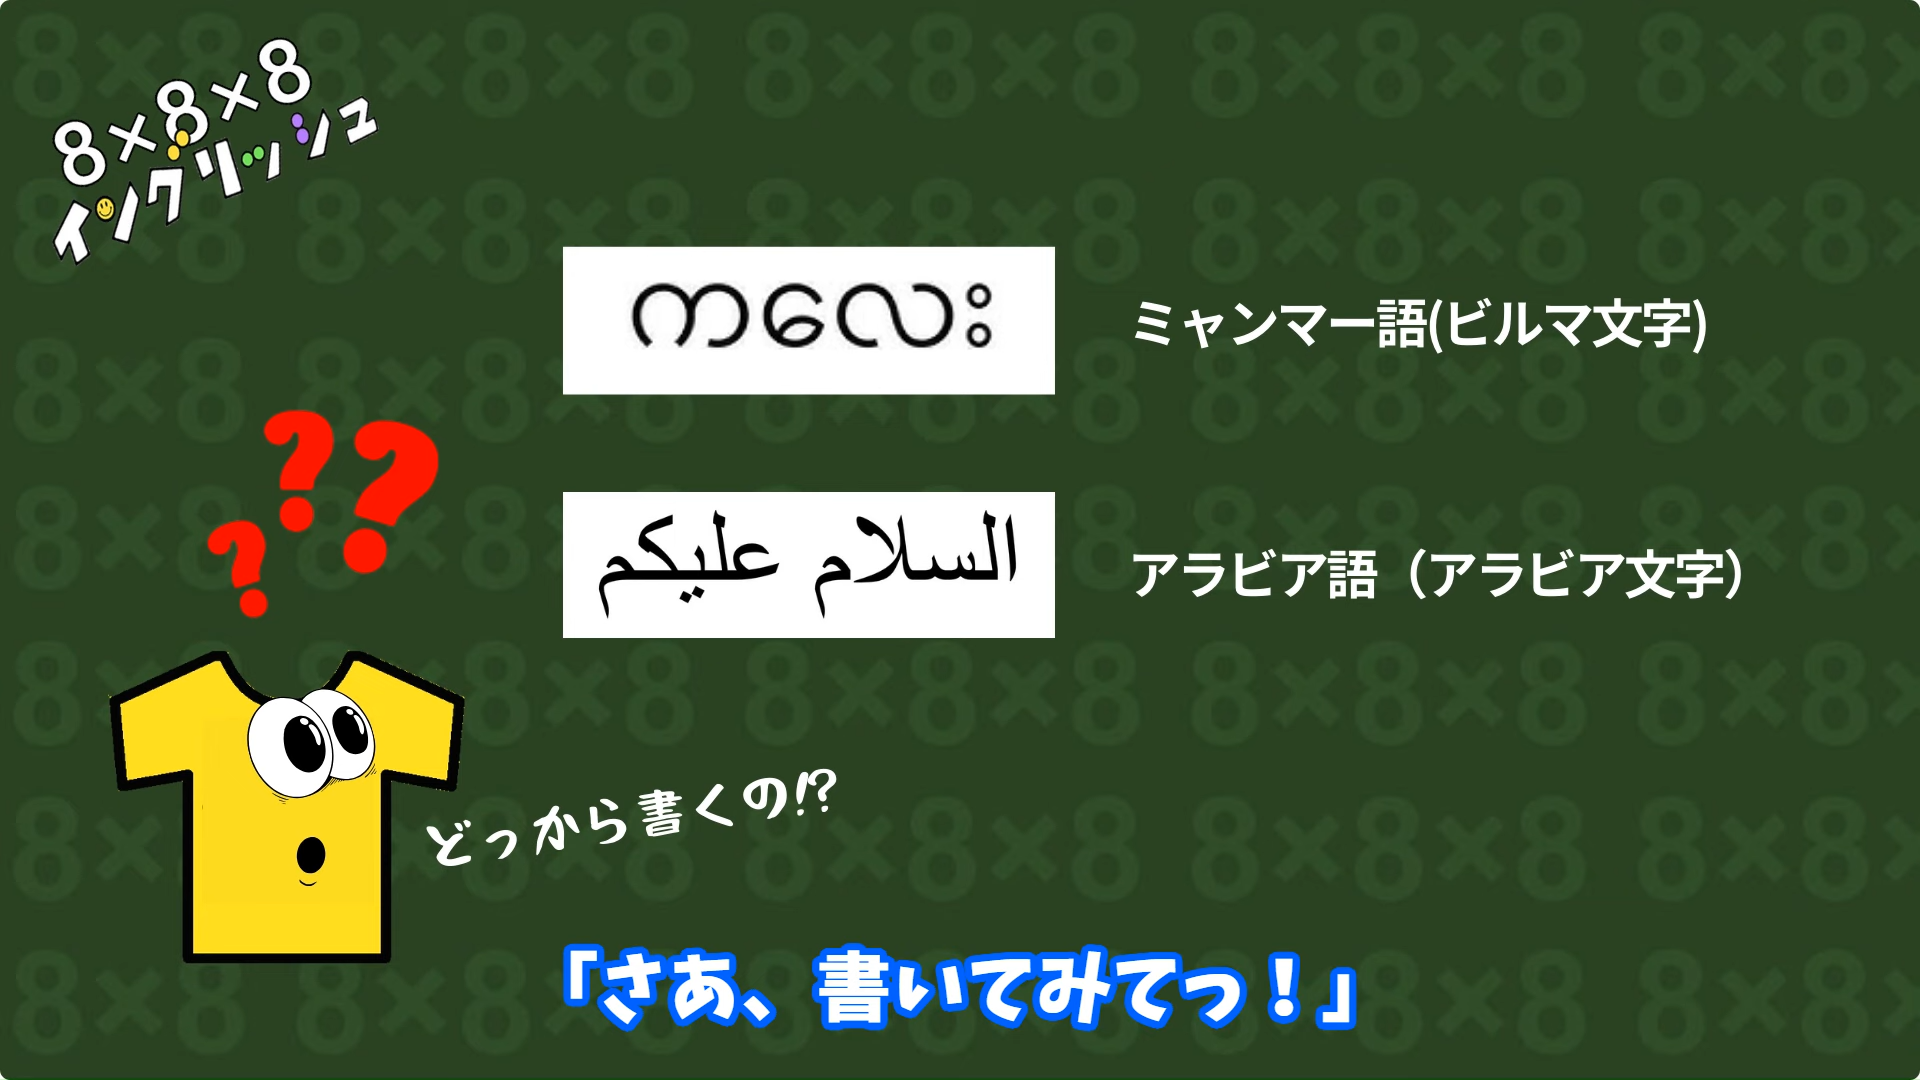 8×8×8
イングリッシュ
ကလေး
ミャンマー語(ビルマ文字)
السلام عليكم
アラビア語（アラビア文字）
???
どっから書くの!?
「さあ、書いてみてっ！」